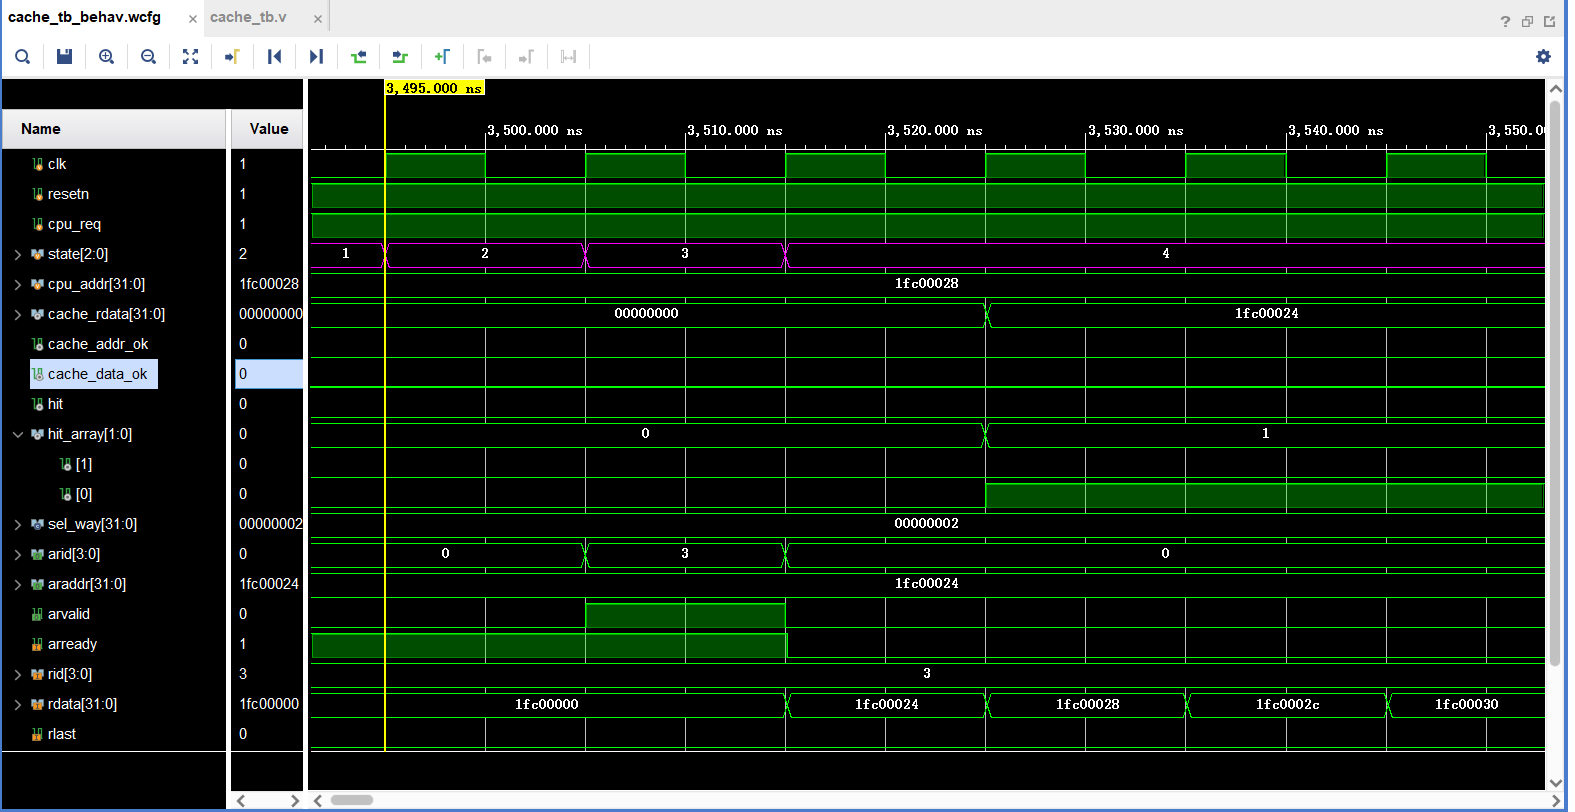 cache_tb_behav.wcfg × cache_tb.v ×
?
3,495.000 ns
Name Value
3,500.000 ns 3,510.000 ns 3,520.000 ns 3,530.000 ns 3,540.000 ns 3,550.0
clk 1
resetn 1
cpu_req 1
state[2:0] 2 1 2 3 4
cpu_addr[31:0] 1fc00028 1fc00028
cache_rdata[31:0] 00000000 00000000 1fc00024
cache_addr_ok 0
cache_data_ok 0
hit 0
hit_array[1:0] 0 0 1
[1] 0
[0] 0
sel_way[31:0] 00000002 00000002
arid[3:0] 0 0 3 0
araddr[31:0] 1fc00024 1fc00024
arvalid 0
arready 1
rid[3:0] 3 3
rdata[31:0] 1fc00000 1fc00000 1fc00024 1fc00028 1fc0002c 1fc00030
rlast 0